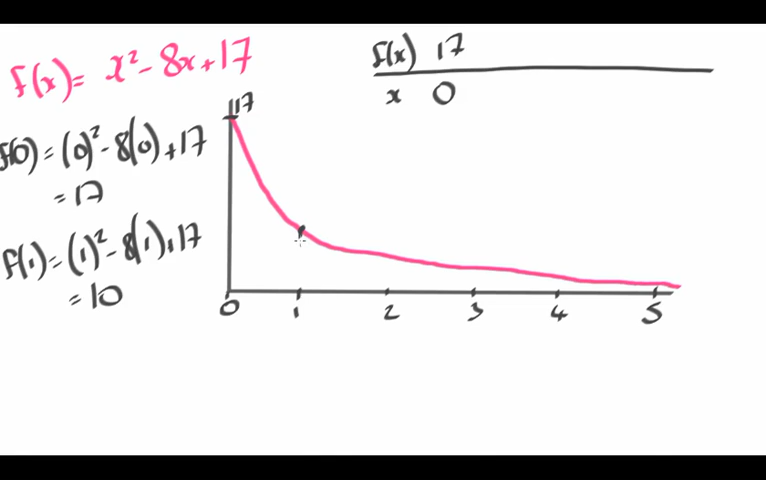 f(x)= x²-8x+17
f(x) 17
x 0
17
f(0)=(0)²-8(0)+17
=17
f(1)=(1)²-8(1)+17
=10
0 1 2 3 4 5